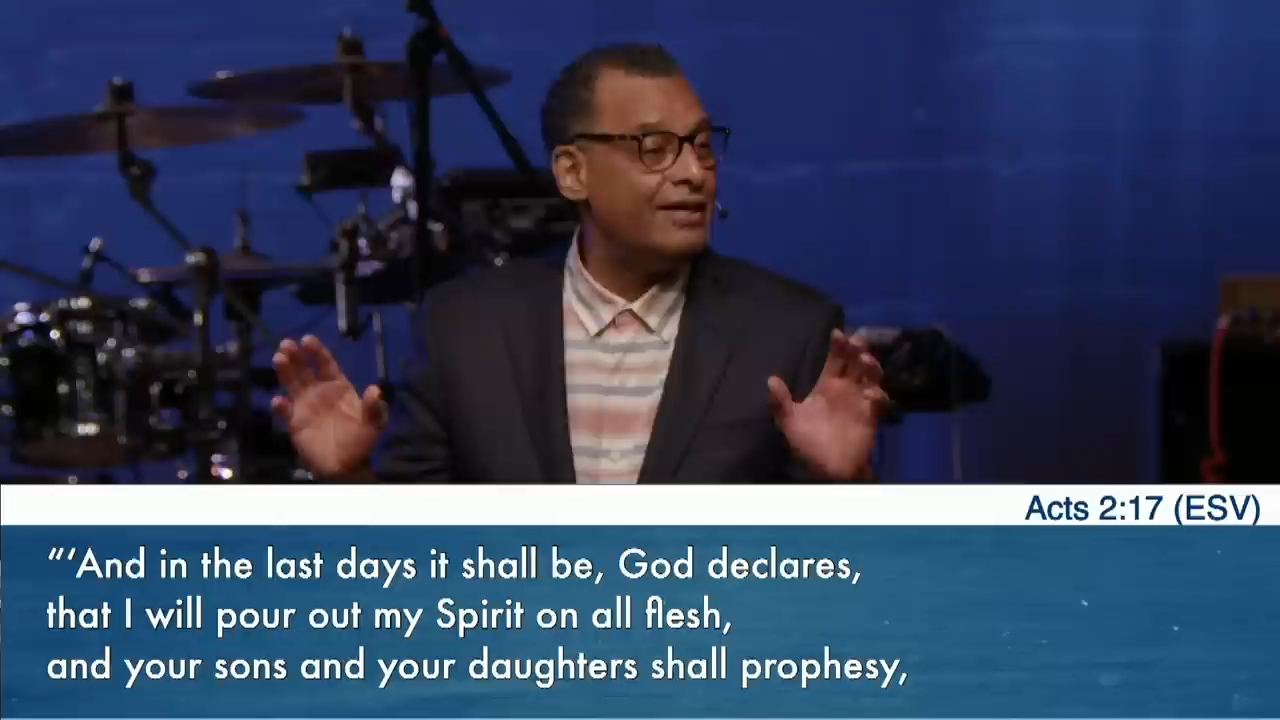 Acts 2:17 (ESV)
“‘And in the last days it shall be, God declares,
that I will pour out my Spirit on all flesh,
and your sons and your daughters shall prophesy,